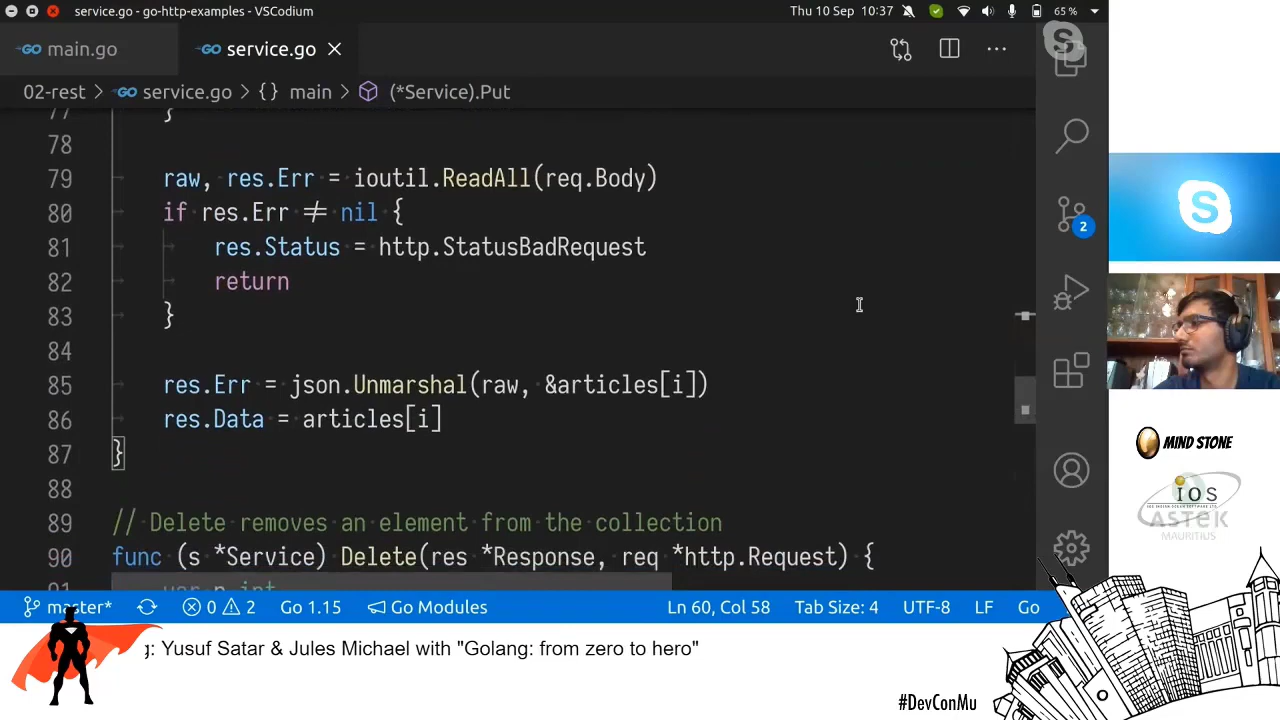 service.go - go-http-examples - VSCodium
Thu 10 Sep 10:37
65 %
main.go
service.go
02-rest > service.go > {} main > (*Service).Put
77 }
78
79 raw, res.Err = ioutil.ReadAll(req.Body)
80 if res.Err ≠ nil {
81 res.Status = http.StatusBadRequest
82 return
83 }
84
85 res.Err = json.Unmarshal(raw, &articles[i])
86 res.Data = articles[i]
87 }
88
89 // Delete removes an element from the collection
90 func (s *Service) Delete(res *Response, req *http.Request) {
91 var n int
2
MIND STONE
IOS
ASTEK
MAURITIUS
master* 0 2 Go 1.15 Go Modules Ln 60, Col 58 Tab Size: 4 UTF-8 LF Go
g: Yusuf Satar & Jules Michael with "Golang: from zero to hero"
#DevConMu